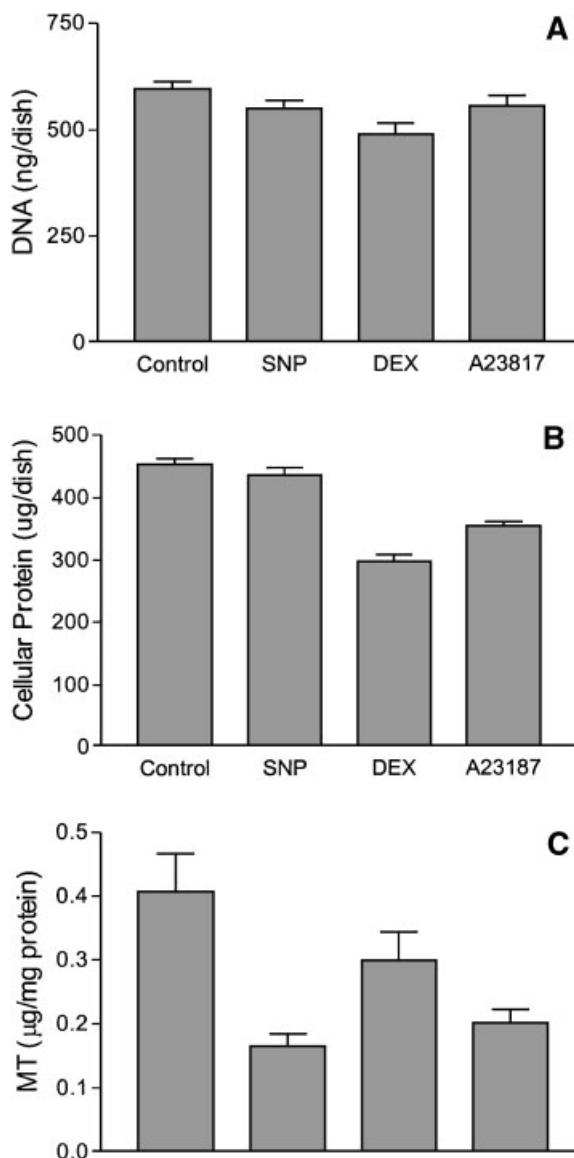 A
DNA (ng/dish)
750
500
250
0
Control SNP DEX A23817
B
Cellular Protein (ug/dish)
500
400
300
200
100
0
Control SNP DEX A23187
C
MT (μg/mg protein)
0.5
0.4
0.3
0.2
0.1
0.0